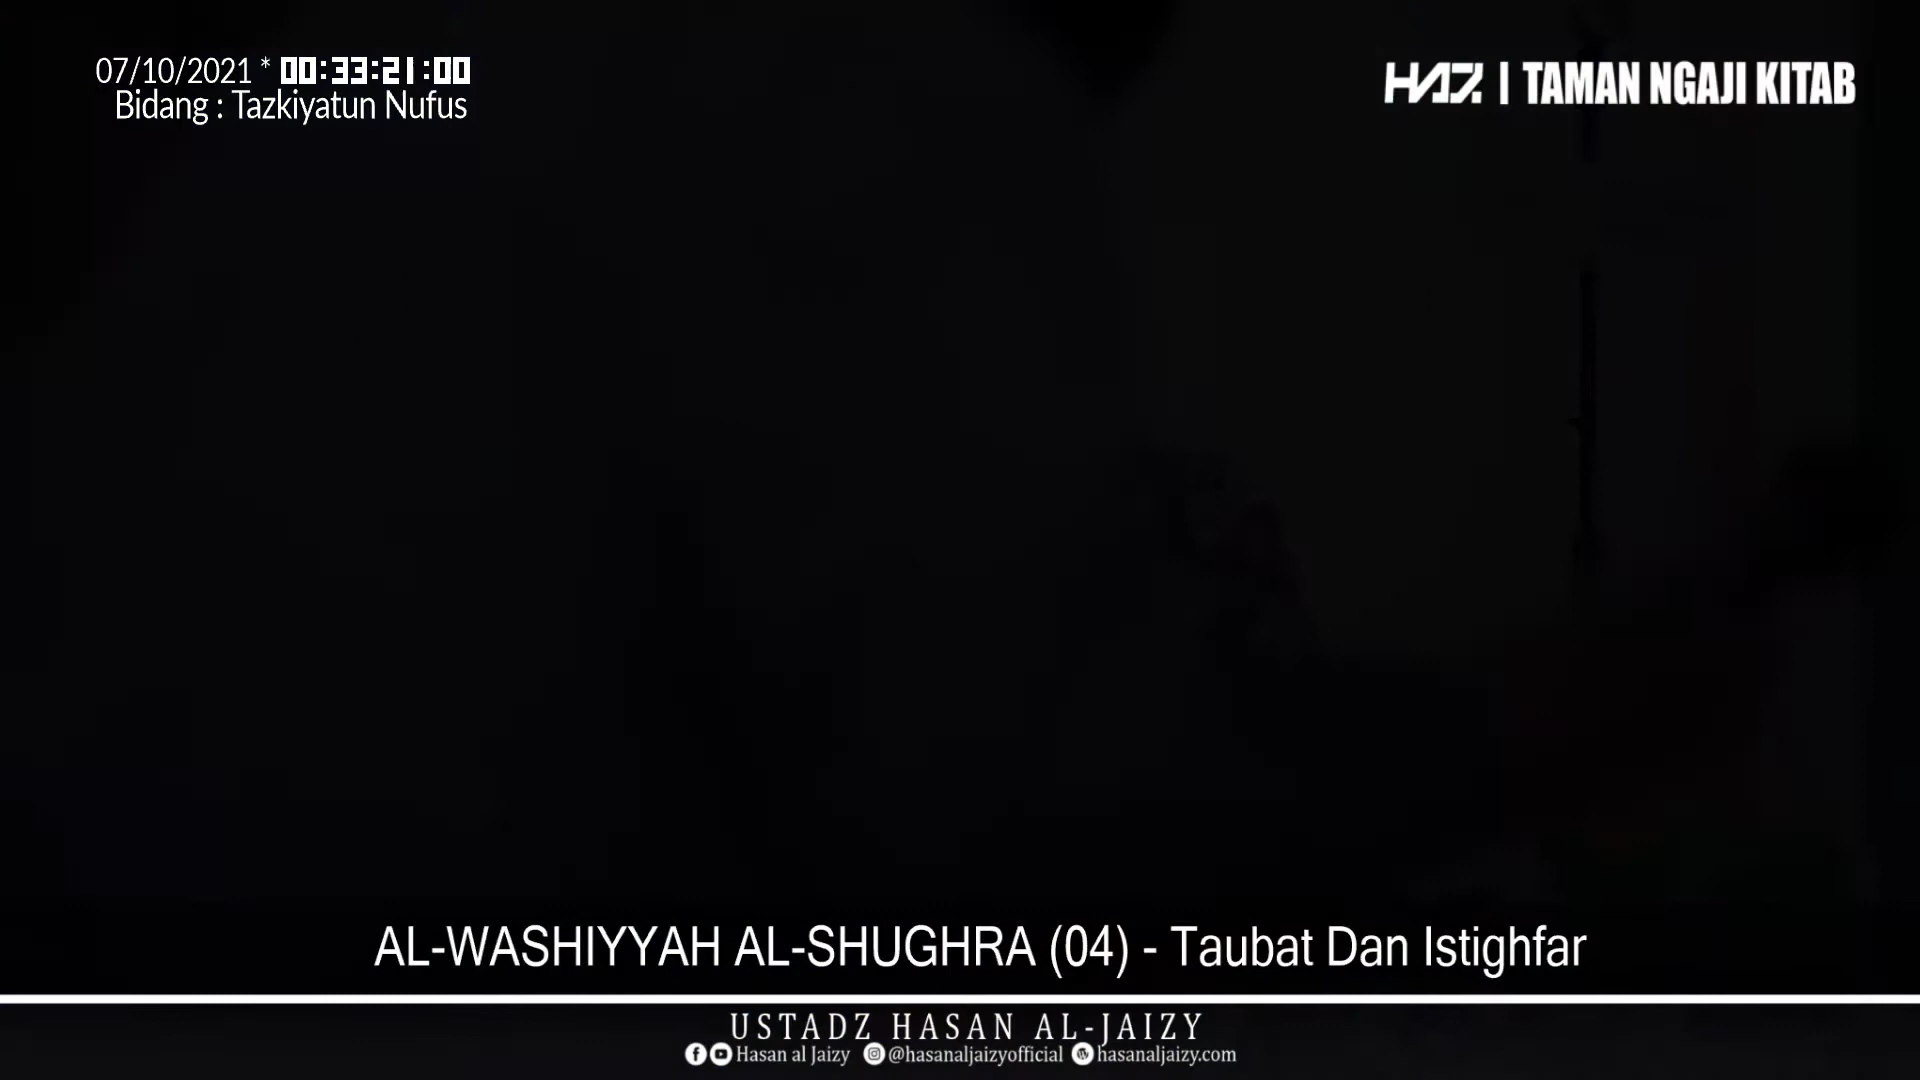 07/10/2021 * 00:33:21:00
Bidang : Tazkiyatun Nufus
HAJ. | TAMAN NGAJI KITAB
AL-WASHIYYAH AL-SHUGHRA (04) - Taubat Dan Istighfar
USTADZ HASAN AL-JAIZY
Hasan al Jaizy @hasanaljaizyofficial hasanaljaizy.com